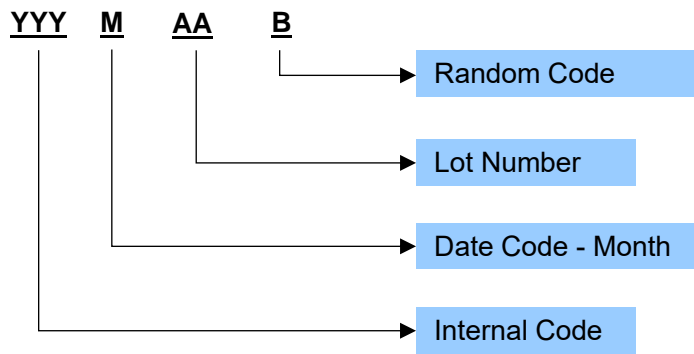 YYY M AA B
Random Code
Lot Number
Date Code - Month
Internal Code